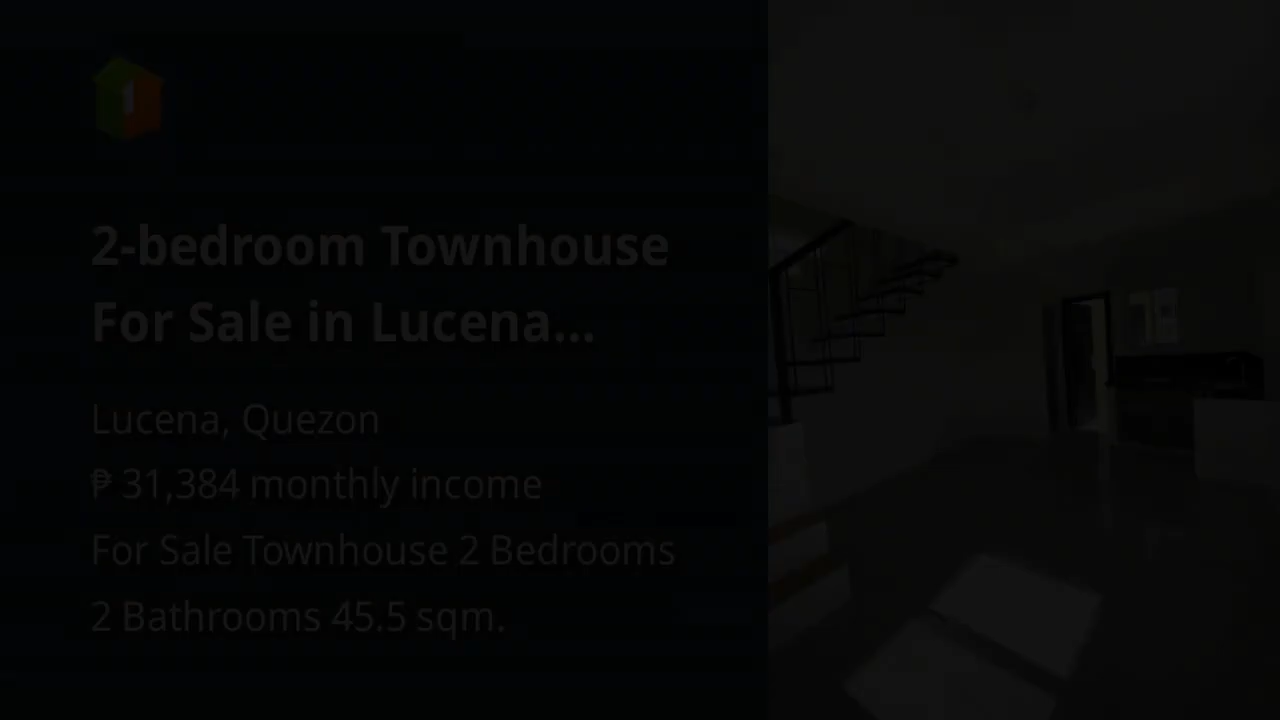 2-bedroom Townhouse
For Sale in Lucena...
Lucena, Quezon
₱ 31,384 monthly income
For Sale Townhouse 2 Bedrooms
2 Bathrooms 45.5 sqm.